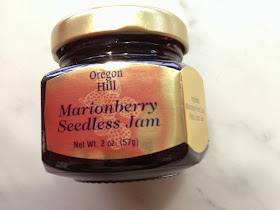 Oregon
Hill
Marionberry
Seedless Jam
Net Wt. 2 oz. (57g)